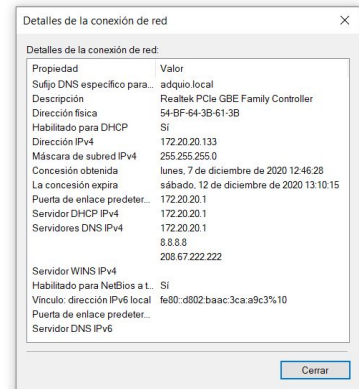 Detalles de la conexión de red
Detalles de la conexión de red:
Propiedad Valor
Sufijo DNS específico para... adquio.local
Descripción Realtek PCIe GBE Family Controller
Dirección física 54-BF-64-3B-61-3B
Habilitado para DHCP Sí
Dirección IPv4 172.20.20.133
Máscara de subred IPv4 255.255.255.0
Concesión obtenida lunes, 7 de diciembre de 2020 12:46:28
La concesión expira sábado, 12 de diciembre de 2020 13:10:15
Puerta de enlace predeter... 172.20.20.1
Servidor DHCP IPv4 172.20.20.1
Servidores DNS IPv4 172.20.20.1
8.8.8.8
208.67.222.222
Servidor WINS IPv4
Habilitado para NetBios a t... Sí
Vínculo: dirección IPv6 local fe80::d802:baac:3ca:a9c3%10
Puerta de enlace predeter...
Servidor DNS IPv6
Cerrar